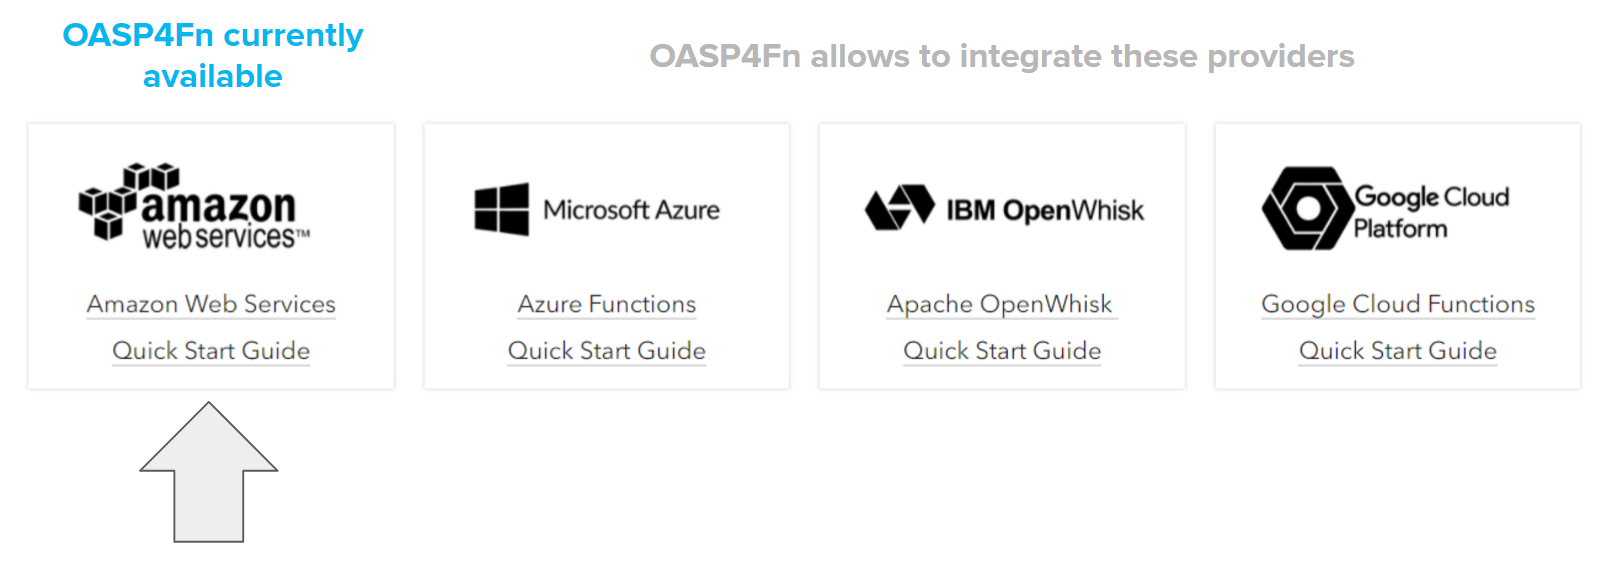 OASP4Fn currently
available
OASP4Fn allows to integrate these providers
amazon
web services™
Amazon Web Services
Quick Start Guide
Microsoft Azure
Azure Functions
Quick Start Guide
IBM OpenWhisk
Apache OpenWhisk
Quick Start Guide
Google Cloud
Platform
Google Cloud Functions
Quick Start Guide